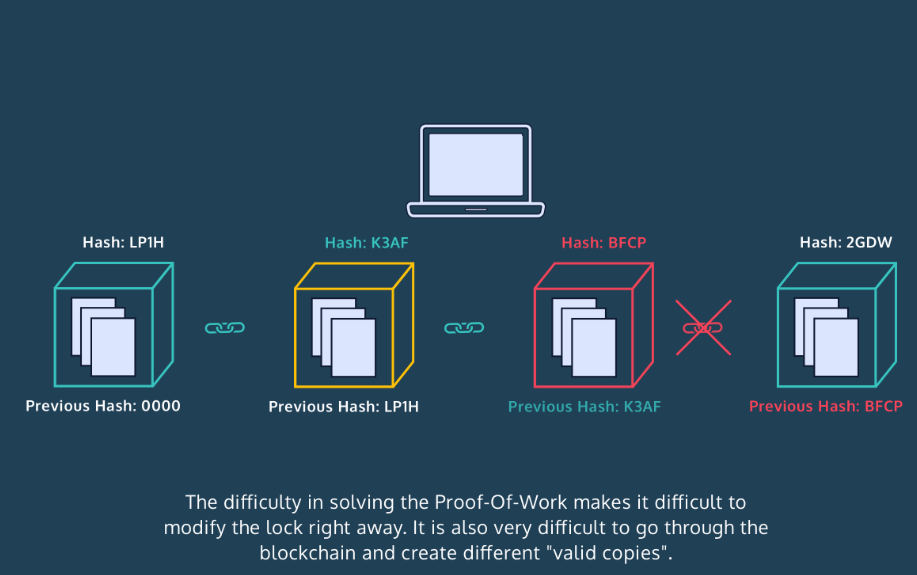 Hash: LP1H
Hash: K3AF
Hash: BFCP
Hash: 2GDW
Previous Hash: 0000
Previous Hash: LP1H
Previous Hash: K3AF
Previous Hash: BFCP
The difficulty in solving the Proof-Of-Work makes it difficult to
modify the lock right away. It is also very difficult to go through the
blockchain and create different "valid copies".